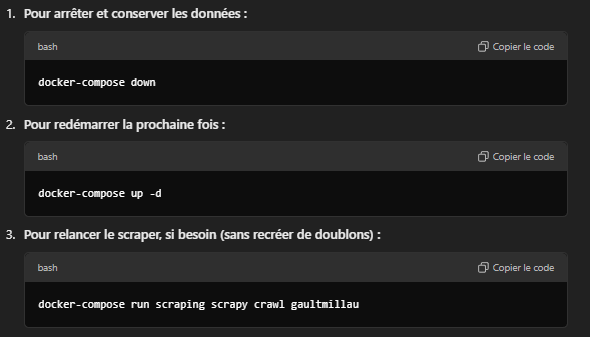 1. Pour arrêter et conserver les données :
bash Copier le code
docker-compose down
2. Pour redémarrer la prochaine fois :
bash Copier le code
docker-compose up -d
3. Pour relancer le scraper, si besoin (sans recréer de doublons) :
bash Copier le code
docker-compose run scraping scrapy crawl gaultmillau